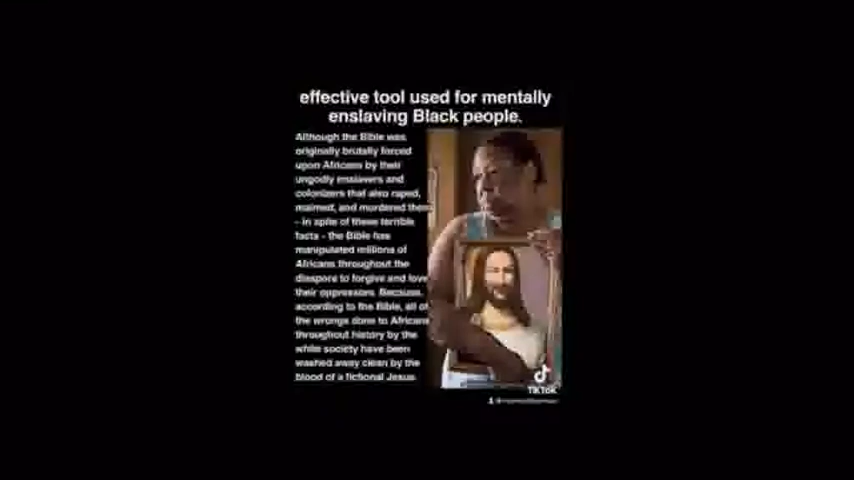 effective tool used for mentally
enslaving Black people.
Although the Bible was
originally brutally forced
upon Africans by their
ungodly enslavers and
colonizers that also raped,
maimed, and murdered them
- in spite of these terrible
facts - the Bible has
manipulated millions of
Africans throughout the
diaspora to forgive and love
their oppressors. Because,
according to the Bible, all of
the wrongs done to Africans
throughout history by the
white society have been
washed away clean by the
blood of a fictional Jesus.
TikTok